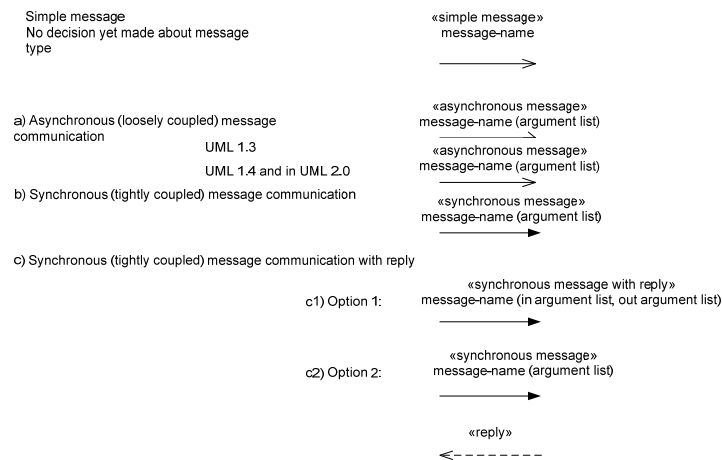 Simple message
No decision yet made about message
type
«simple message»
message-name
a) Asynchronous (loosely coupled) message
communication
«asynchronous message»
message-name (argument list)
UML 1.3
«asynchronous message»
message-name (argument list)
UML 1.4 and in UML 2.0
b) Synchronous (tightly coupled) message communication
«synchronous message»
message-name (argument list)
c) Synchronous (tightly coupled) message communication with reply
«synchronous message with reply»
c1) Option 1:
message-name (in argument list, out argument list)
«synchronous message»
c2) Option 2:
message-name (argument list)
«reply»